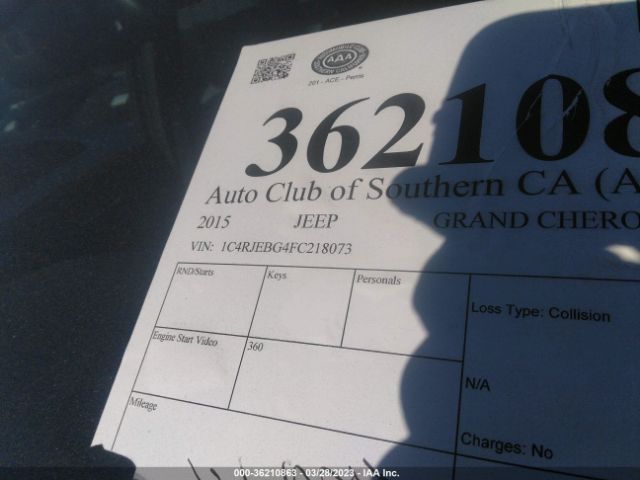 AAA
201 - ACE - Perris
362108
Auto Club of Southern CA (A
2015 JEEP GRAND CHERO
VIN: 1C4RJEBG4FC218073
RND/Starts Keys Personals
Loss Type: Collision
Engine Start Video 360
N/A
Mileage
Charges: No
000-36210863 - 03/28/2023 - IAA Inc.